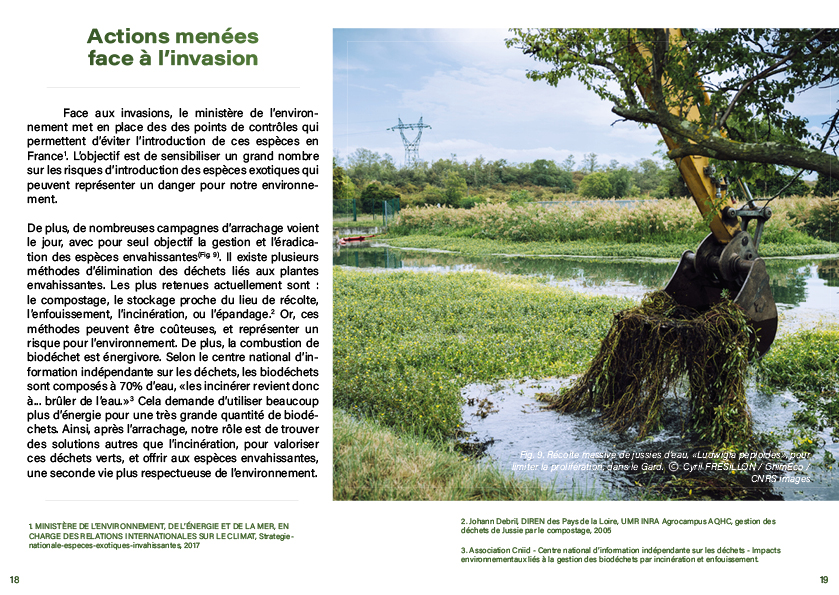 Actions menées
face à l’invasion
Face aux invasions, le ministère de l’environ-
nement met en place des des points de contrôles qui
permettent d’éviter l’introduction de ces espèces en
France¹. L’objectif est de sensibiliser un grand nombre
sur les risques d’introduction des espèces exotiques qui
peuvent représenter un danger pour notre environne-
ment.
De plus, de nombreuses campagnes d’arrachage voient
le jour, avec pour seul objectif la gestion et l’éradica-
tion des espèces envahissantes(Fig 9). Il existe plusieurs
méthodes d’élimination des déchets liés aux plantes
envahissantes. Les plus retenues actuellement sont :
le compostage, le stockage proche du lieu de récolte,
l’enfouissement, l’incinération, ou l’épandage.² Or, ces
méthodes peuvent être coûteuses, et représenter un
risque pour l’environnement. De plus, la combustion de
biodéchet est énergivore. Selon le centre national d’in-
formation indépendante sur les déchets, les biodéchets
sont composés à 70% d’eau, «les incinérer revient donc
à... brûler de l’eau.»³ Cela demande d’utiliser beaucoup
plus d’énergie pour une très grande quantité de biodé-
chets. Ainsi, après l’arrachage, notre rôle est de trouver
des solutions autres que l’incinération, pour valoriser
ces déchets verts, et offrir aux espèces envahissantes,
une seconde vie plus respectueuse de l’environnement.
1. MINISTÈRE DE L’ENVIRONNEMENT, DE L’ÉNERGIE ET DE LA MER, EN
CHARGE DES RELATIONS INTERNATIONALES SUR LE CLIMAT, Strategie-
nationale-especes-exotiques-invahissantes, 2017
18
Fig. 9. Récolte massive de jussies d’eau, «Ludwigia peploides», pour
limiter la prolifération, dans le Gard. © Cyril FRESILLON / GhimEco /
CNRS images
2. Johann Debril, DIREN des Pays de la Loire, UMR INRA Agrocampus AQHC, gestion des
déchets de Jussie par le compostage, 2005
3. Association Cniid - Centre national d’information indépendante sur les déchets - Impacts
environnementaux liés à la gestion des biodéchets par incinération et enfouissement.
19